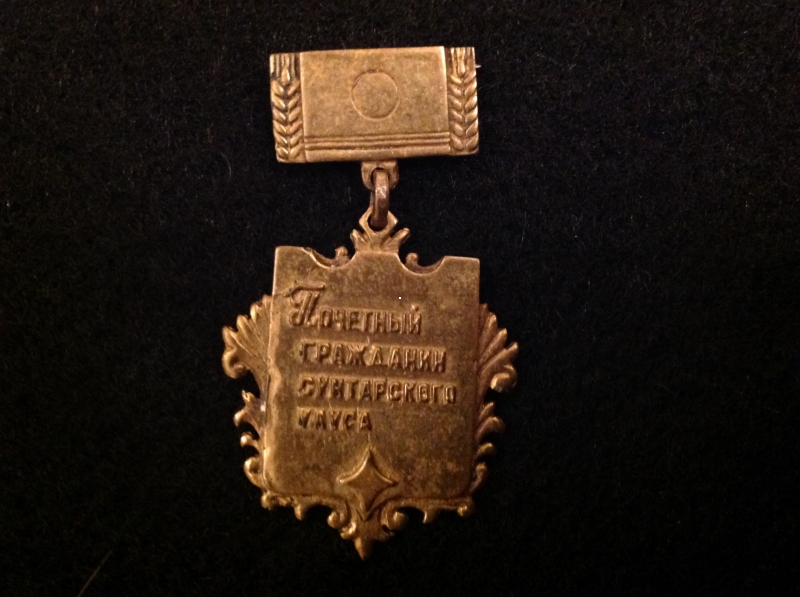 Почетный
гражданин
Сунтарского
улуса